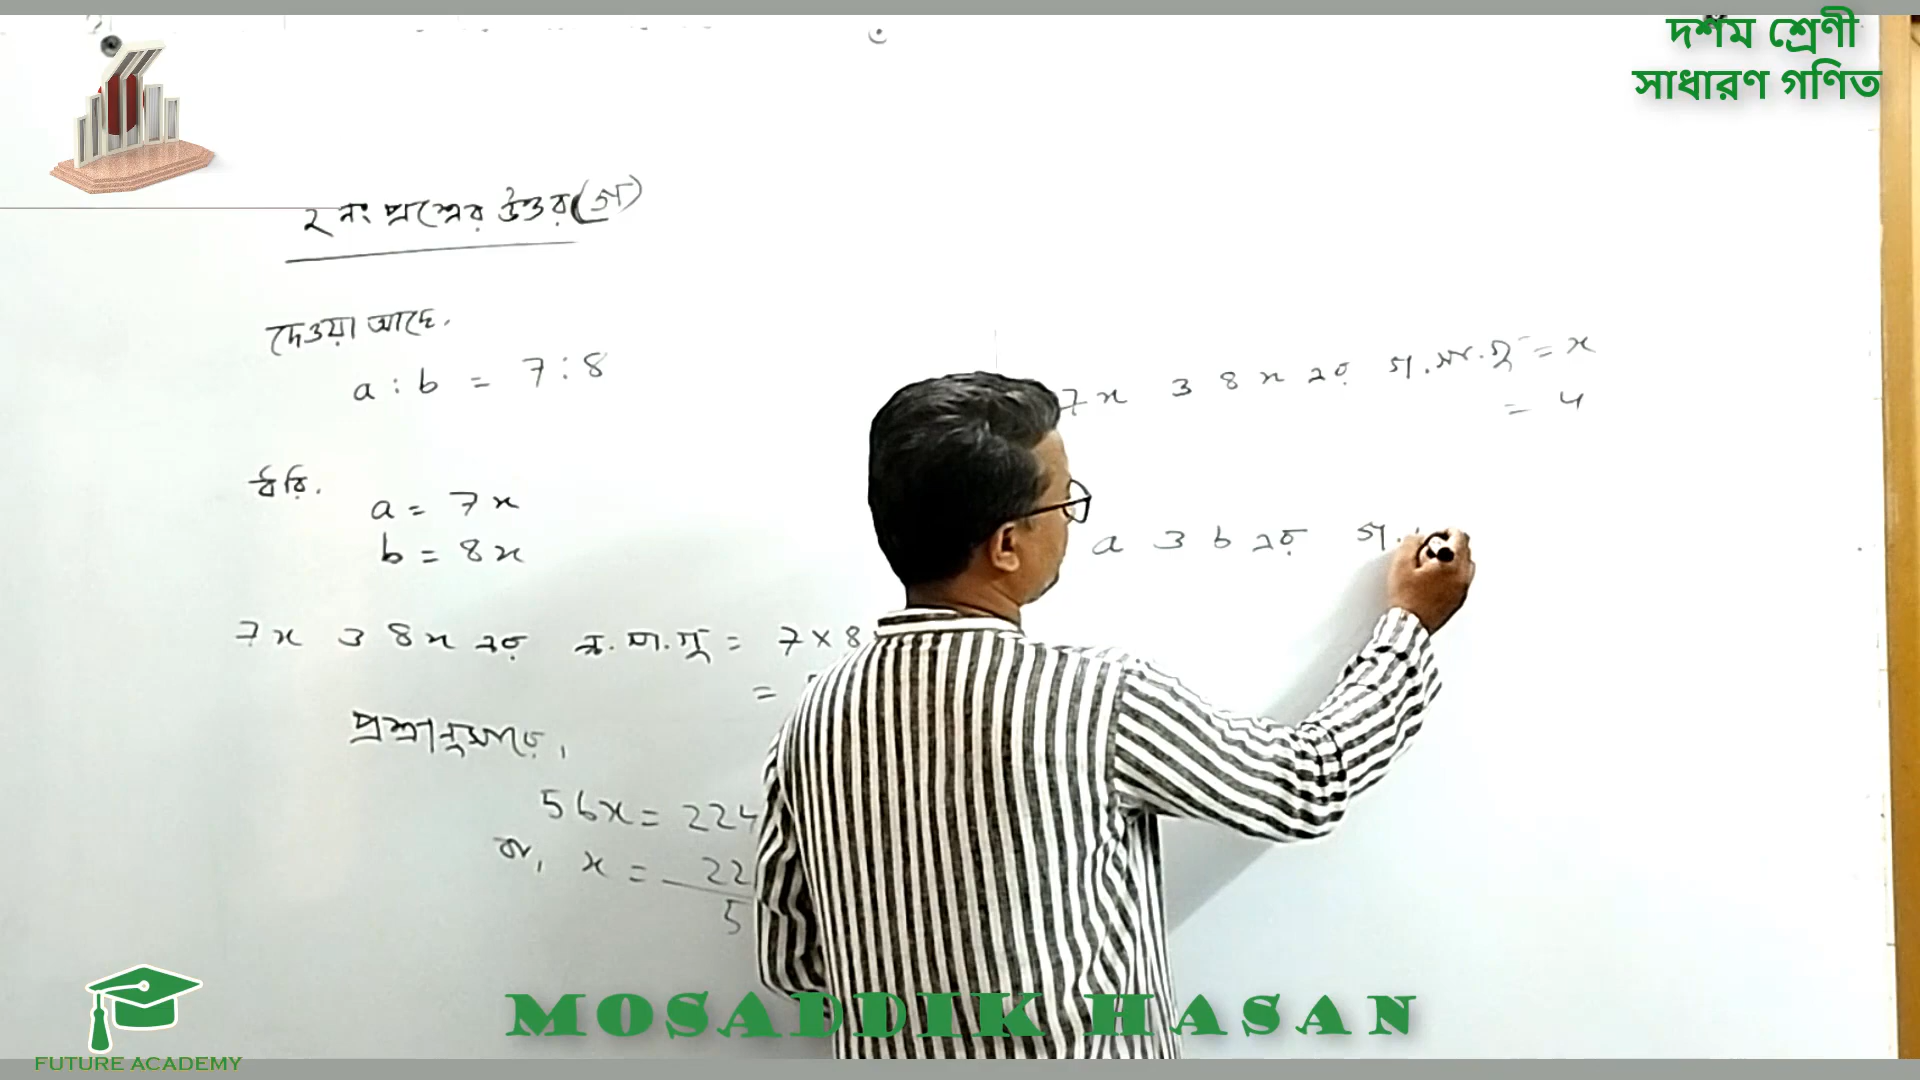 দশম শ্রেণী
সাধারণ গণিত
২ নং প্রশ্নের উত্তর (গ)
দেওয়া আছে,
a : b = 7 : 8
ধরি,
a = 7x
b = 8x
7x ও 8x এর ল.সা.গু = 7 × 8
=
প্রশ্নানুসারে,
56x = 224
বা, x = 22
5
7x ও 8x এর গ.সা.গু = x
= 4
a ও b এর গ.
MOSADDIK HASAN
FUTURE ACADEMY